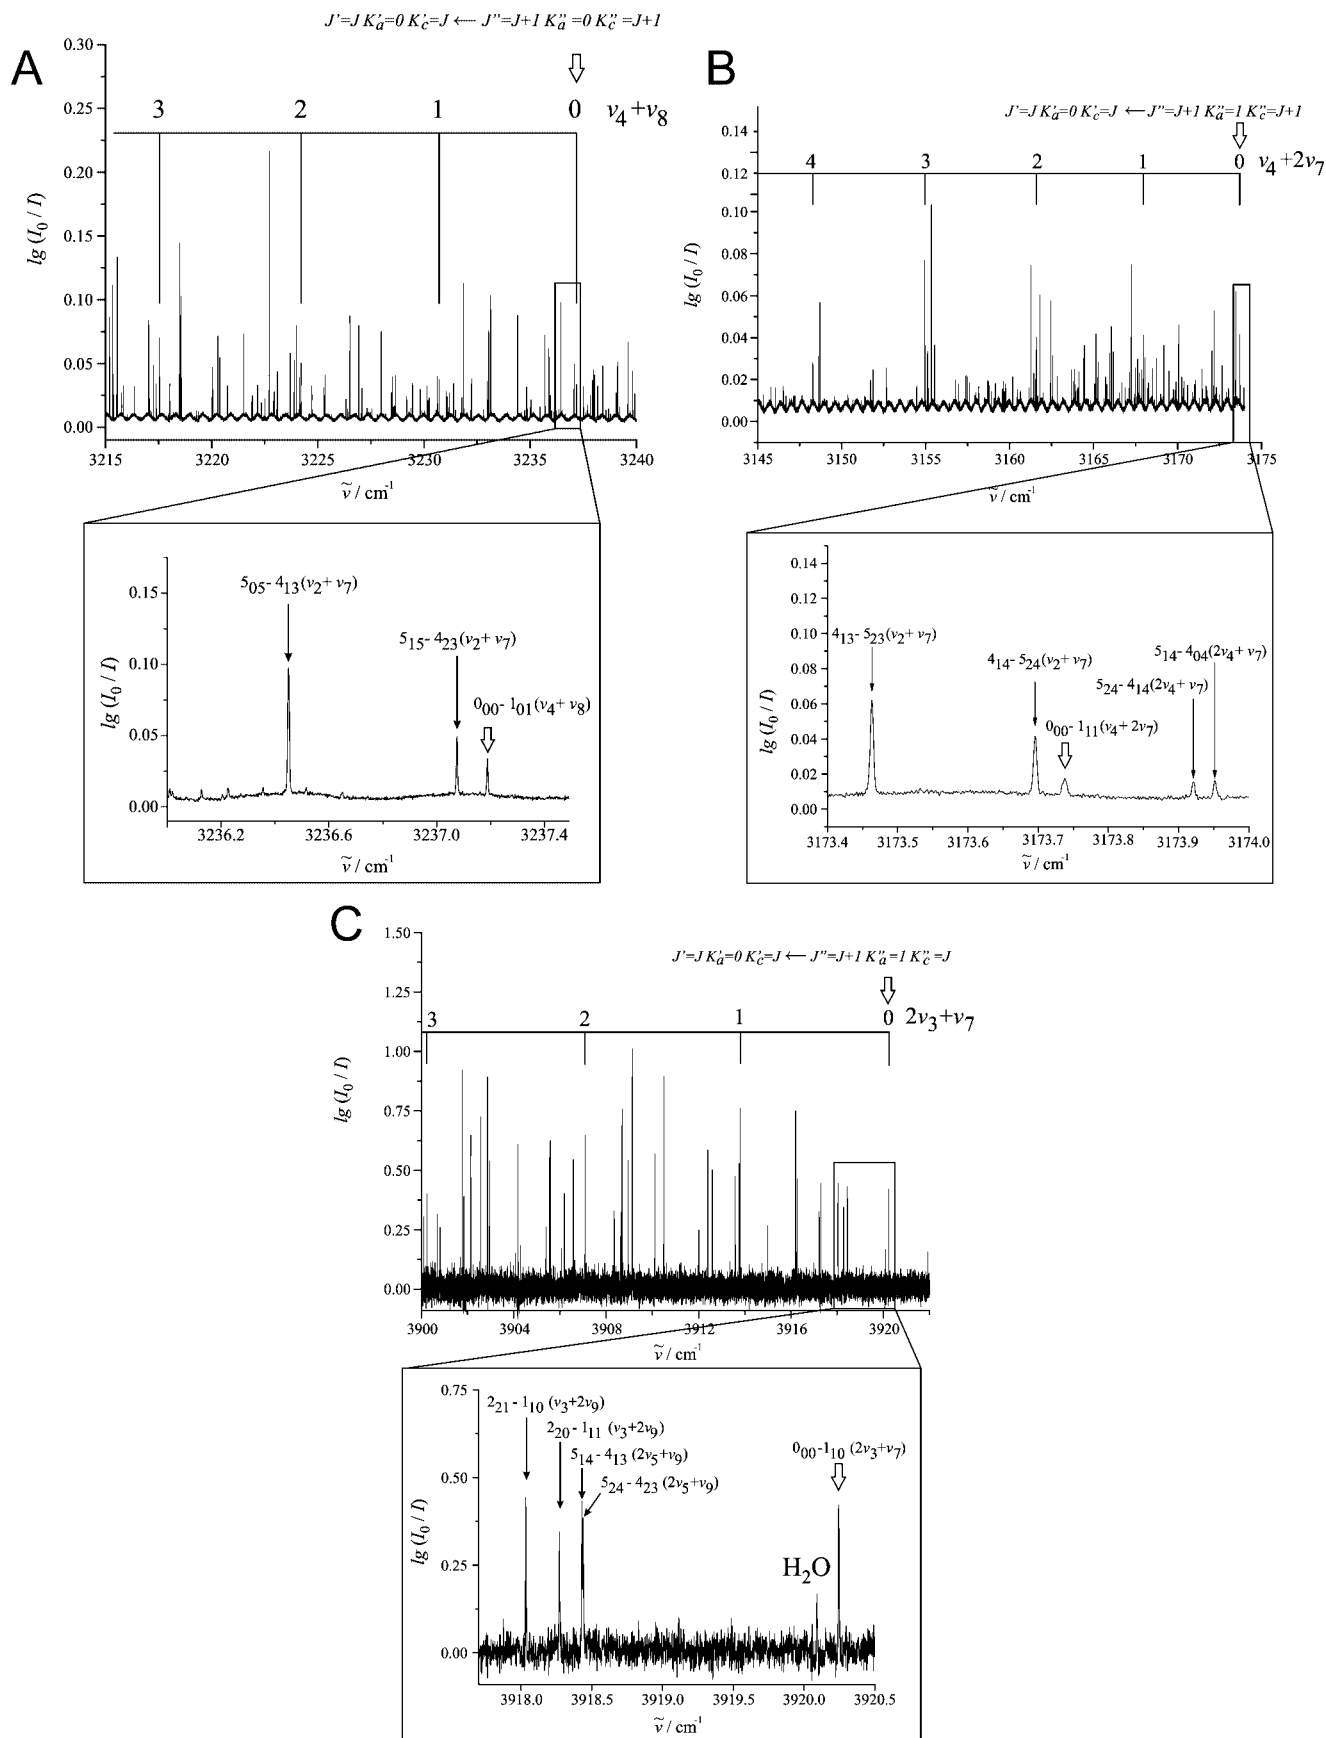 J'=J K'a=0 K'c=J ← J''=J+1 K''a=0 K''c=J+1
A
3 2 1 0 ν4+ν8
0.30
0.25
0.20
0.15
0.10
0.05
0.00
lg (I0 / I)
3215 3220 3225 3230 3235 3240
ν̃ / cm-1
505-413(ν2+ν7)
515-423(ν2+ν7)
000-101(ν4+ν8)
0.15
0.10
0.05
0.00
lg (I0 / I)
3236.2 3236.6 3237.0 3237.4
ν̃ / cm-1
B
J'=J K'a=0 K'c=J ← J''=J+1 K''a=1 K''c=J+1
4 3 2 1 0 ν4+2ν7
0.14
0.12
0.10
0.08
0.06
0.04
0.02
0.00
lg (I0 / I)
3145 3150 3155 3160 3165 3170 3175
ν̃ / cm-1
413-523(ν2+ν7)
414-524(ν2+ν7)
514-404(2ν4+ν7)
524-414(2ν4+ν7)
000-111(ν4+2ν7)
0.14
0.12
0.10
0.08
0.06
0.04
0.02
0.00
lg (I0 / I)
3173.4 3173.5 3173.6 3173.7 3173.8 3173.9 3174.0
ν̃ / cm-1
C
J'=J K'a=0 K'c=J ← J''=J+1 K''a=1 K''c=J
3 2 1 0 2ν3+ν7
1.50
1.25
1.00
0.75
0.50
0.25
0.00
lg (I0 / I)
3900 3904 3908 3912 3916 3920
ν̃ / cm-1
221-110 (ν3+2ν9)
220-111 (ν3+2ν9)
514-413 (2ν5+ν9)
524-423 (2ν5+ν9)
000-110 (2ν3+ν7)
H2O
0.75
0.50
0.25
0.00
lg (I0 / I)
3918.0 3918.5 3919.0 3919.5 3920.0 3920.5
ν̃ / cm-1